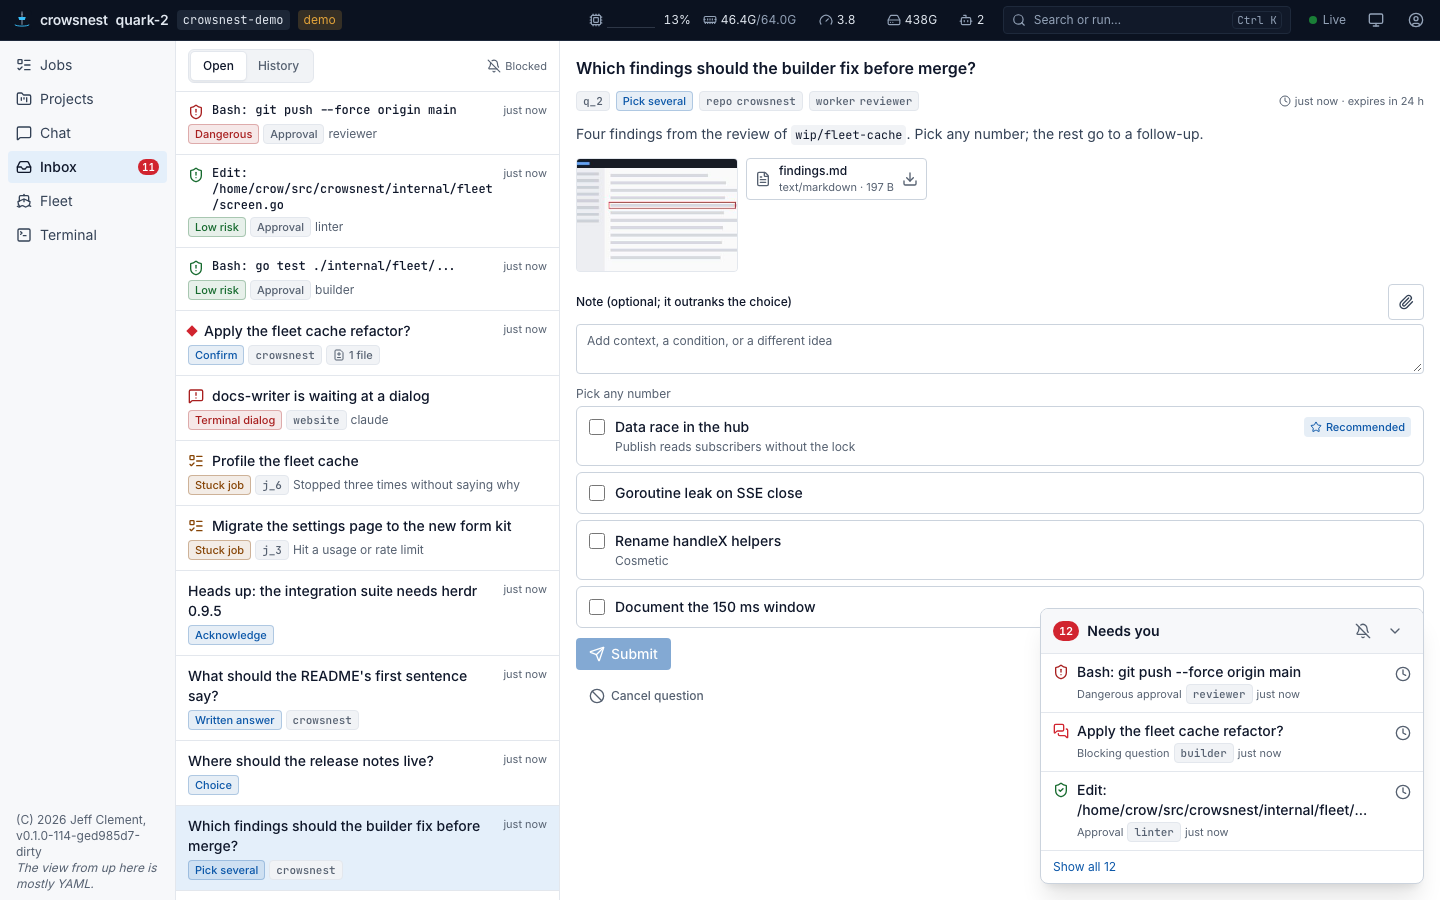 crowsnest quark-2 crowsnest-demo demo
13% 46.4G/64.0G 3.8 438G 2
Search or run... Ctrl K
Live
Jobs
Projects
Chat
Inbox 11
Fleet
Terminal
(C) 2026 Jeff Clement,
v0.1.0-114-ged985d7-
dirty
The view from up here is
mostly YAML.
Open History Blocked
Bash: git push --force origin main just now
Dangerous Approval reviewer
Edit: just now
/home/crow/src/crowsnest/internal/fleet
/screen.go
Low risk Approval linter
Bash: go test ./internal/fleet/... just now
Low risk Approval builder
Apply the fleet cache refactor? just now
Confirm crowsnest 1 file
docs-writer is waiting at a dialog
Terminal dialog website claude
Profile the fleet cache
Stuck job j_6 Stopped three times without saying why
Migrate the settings page to the new form kit
Stuck job j_3 Hit a usage or rate limit
Heads up: the integration suite needs herdr just now
0.9.5
Acknowledge
What should the README's first sentence just now
say?
Written answer crowsnest
Where should the release notes live? just now
Choice
Which findings should the builder fix before just now
merge?
Pick several crowsnest
Which findings should the builder fix before merge?
q_2 Pick several repo crowsnest worker reviewer just now · expires in 24 h
Four findings from the review of wip/fleet-cache. Pick any number; the rest go to a follow-up.
findings.md
text/markdown · 197 B
Note (optional; it outranks the choice)
Add context, a condition, or a different idea
Pick any number
Data race in the hub Recommended
Publish reads subscribers without the lock
Goroutine leak on SSE close
Rename handleX helpers
Cosmetic
Document the 150 ms window
Submit
Cancel question
12 Needs you
Bash: git push --force origin main
Dangerous approval reviewer just now
Apply the fleet cache refactor?
Blocking question builder just now
Edit:
/home/crow/src/crowsnest/internal/fleet/...
Approval linter just now
Show all 12